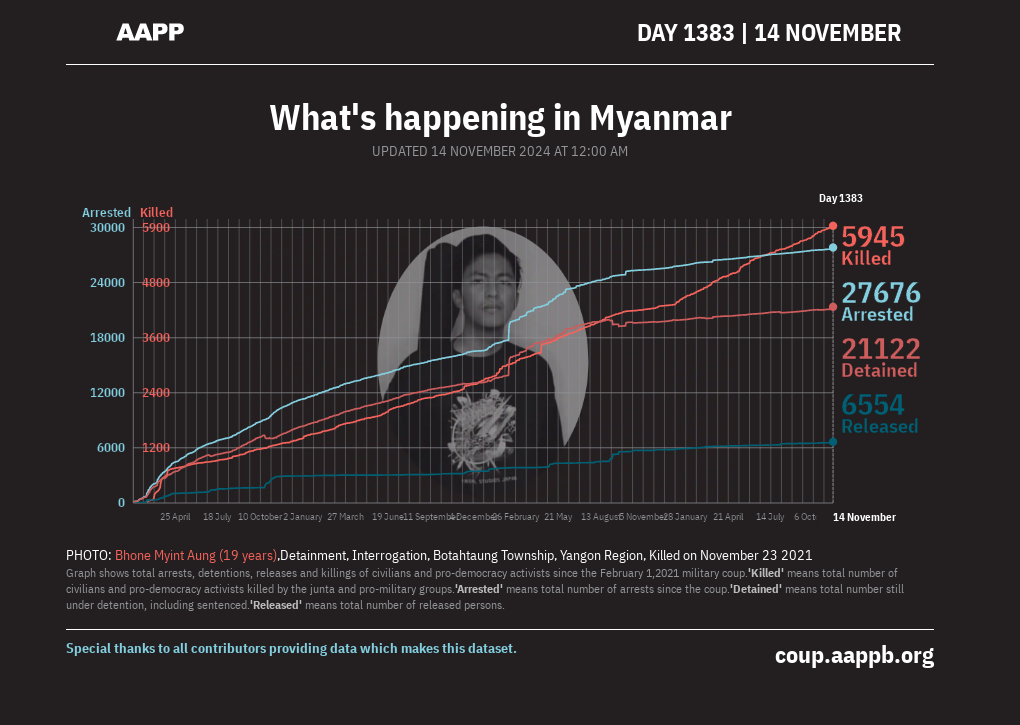 AAPP
DAY 1383 | 14 NOVEMBER
What's happening in Myanmar
UPDATED 14 NOVEMBER 2024 AT 12:00 AM
Day 1383
Arrested Killed
30000 5900
24000 4800
18000 3600
12000 2400
6000 1200
0
5945
Killed
27676
Arrested
21122
Detained
6554
Released
25 April 18 July 10 October 2 January 27 March 19 June 11 September 4 December 26 February 21 May 13 August 5 November 28 January 21 April 14 July 6 Oct 14 November
PHOTO: Bhone Myint Aung (19 years),Detainment, Interrogation, Botahtaung Township, Yangon Region, Killed on November 23 2021
Graph shows total arrests, detentions, releases and killings of civilians and pro-democracy activists since the February 1,2021 military coup.'Killed' means total number of
civilians and pro-democracy activists killed by the junta and pro-military groups.'Arrested' means total number of arrests since the coup.'Detained' means total number still
under detention, including sentenced.'Released' means total number of released persons.
Special thanks to all contributors providing data which makes this dataset.
coup.aappb.org